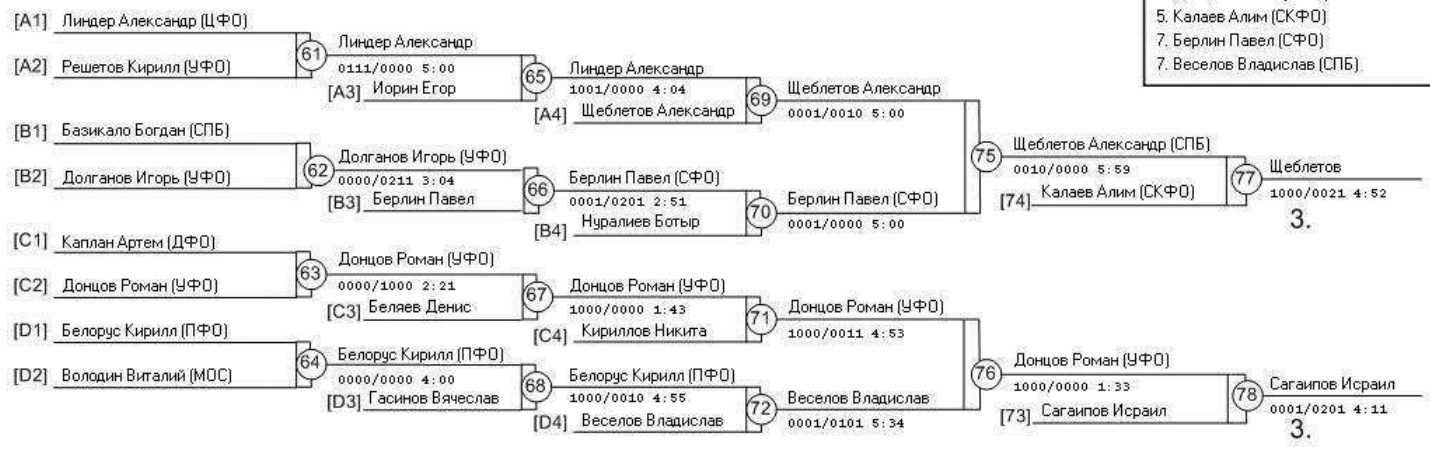 5. Калаев Алим (СКФО)
7. Берлин Павел (СФО)
7. Веселов Владислав (СПБ)
[A1] Линдер Александр (ЦФО)
61
Линдер Александр
0111/0000 5:00
[A2] Решетов Кирилл (УФО)
[A3] Иорин Егор
65
Линдер Александр
1001/0000 4:04
[A4] Щеблетов Александр
69
Щеблетов Александр
0001/0010 5:00
[B1] Базикало Богдан (СПБ)
62
Долганов Игорь (УФО)
0000/0211 3:04
[B2] Долганов Игорь (УФО)
[B3] Берлин Павел
66
Берлин Павел (СФО)
0001/0201 2:51
[B4] Нуралиев Ботыр
70
Берлин Павел (СФО)
0001/0000 5:00
75
Щеблетов Александр (СПБ)
0010/0000 5:59
[74] Калаев Алим (СКФО)
77
Щеблетов
1000/0021 4:52
3.
[C1] Каплан Артем (ДФО)
63
Донцов Роман (УФО)
0000/1000 2:21
[C2] Донцов Роман (УФО)
[C3] Беляев Денис
67
Донцов Роман (УФО)
1000/0000 1:43
[C4] Кириллов Никита
71
Донцов Роман (УФО)
1000/0011 4:53
[D1] Белорус Кирилл (ПФО)
64
Белорус Кирилл (ПФО)
0000/0000 4:00
[D2] Володин Виталий (МОС)
[D3] Гасинов Вячеслав
68
Белорус Кирилл (ПФО)
1000/0010 4:55
[D4] Веселов Владислав
72
Веселов Владислав
0001/0101 5:34
76
Донцов Роман (УФО)
1000/0000 1:33
[73] Сагаипов Исраил
78
Сагаипов Исраил
0001/0201 4:11
3.